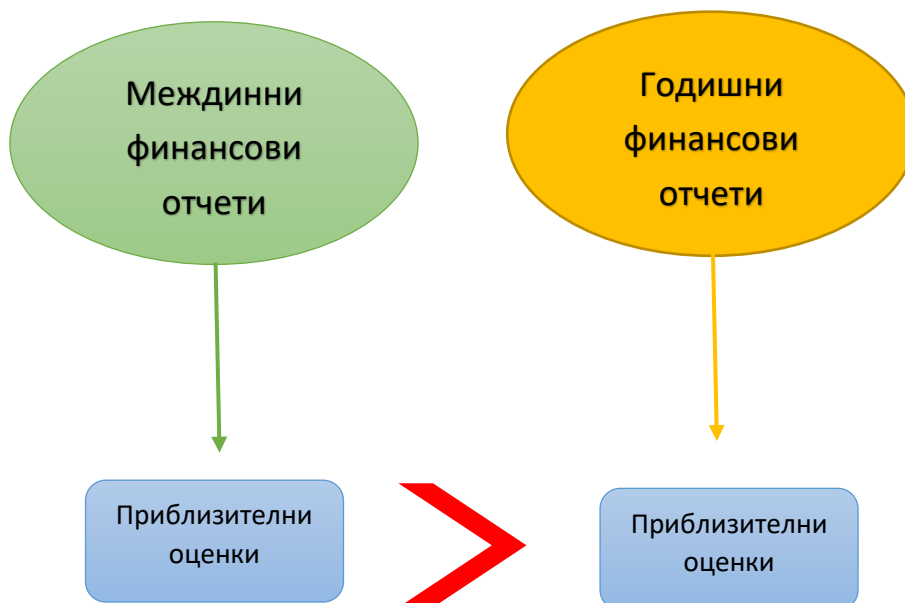 Междинни
финансови
отчети
Годишни
финансови
отчети
Приблизителни
оценки
Приблизителни
оценки